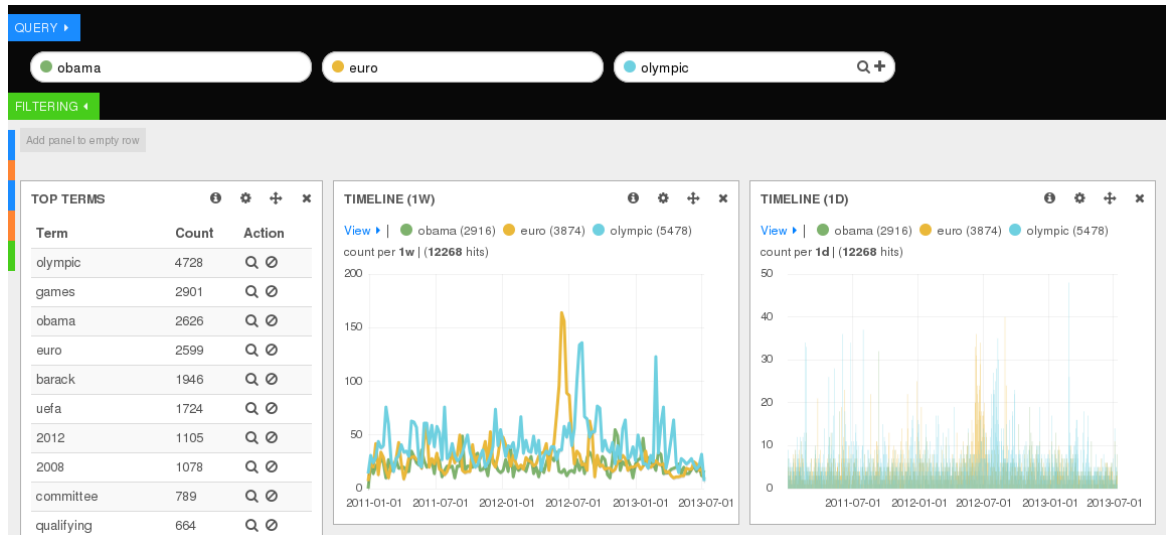 QUERY
obama euro olympic
FILTERING
Add panel to empty row
TOP TERMS
Term Count Action
olympic 4728
games 2901
obama 2626
euro 2599
barack 1946
uefa 1724
2012 1105
2008 1078
committee 789
qualifying 664
TIMELINE (1W)
View | obama (2916) euro (3874) olympic (5478)
count per 1w | (12268 hits)
200
150
100
50
0
2011-01-01 2011-07-01 2012-01-01 2012-07-01 2013-01-01 2013-07-01
TIMELINE (1D)
View | obama (2916) euro (3874) olympic (5478)
count per 1d | (12268 hits)
50
40
30
20
10
0
2011-07-01 2012-01-01 2012-07-01 2013-01-01 2013-07-01